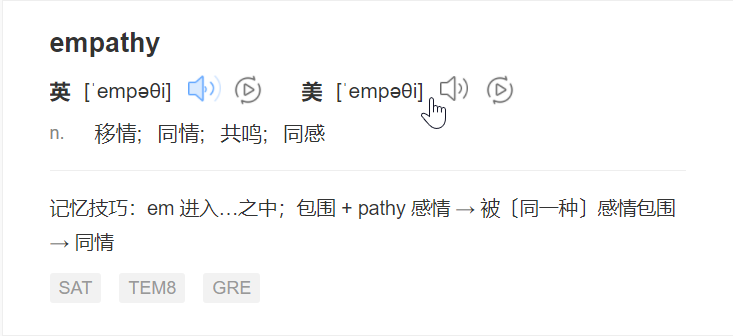 empathy
英 [ˈempəθi] 美 [ˈempəθi]
n. 移情; 同情; 共鸣; 同感
记忆技巧：em 进入…之中；包围 + pathy 感情 → 被〔同一种〕感情包围
→ 同情
SAT TEM8 GRE